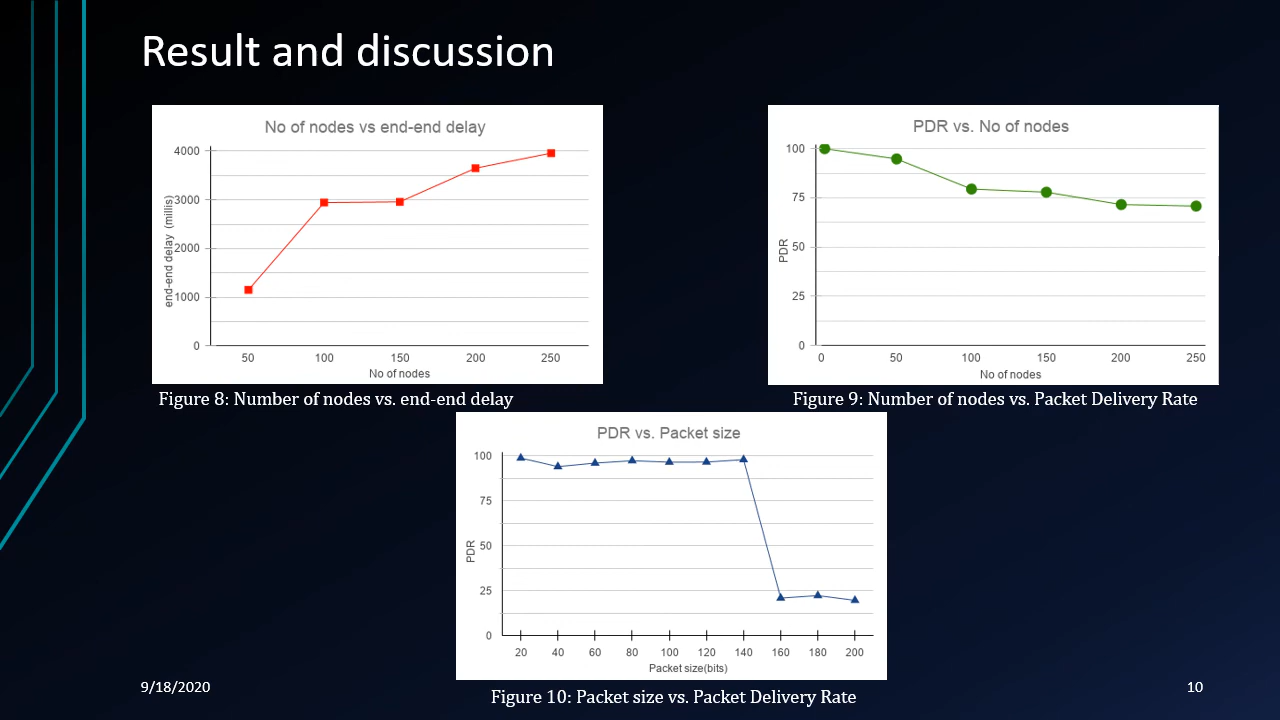 Result and discussion
No of nodes vs end-end delay
end-end delay (millis)
4000
3000
2000
1000
0
50 100 150 200 250
No of nodes
Figure 8: Number of nodes vs. end-end delay
PDR vs. No of nodes
PDR
100
75
50
25
0
0 50 100 150 200 250
No of nodes
Figure 9: Number of nodes vs. Packet Delivery Rate
PDR vs. Packet size
PDR
100
75
50
25
0
20 40 60 80 100 120 140 160 180 200
Packet size(bits)
Figure 10: Packet size vs. Packet Delivery Rate
9/18/2020
10